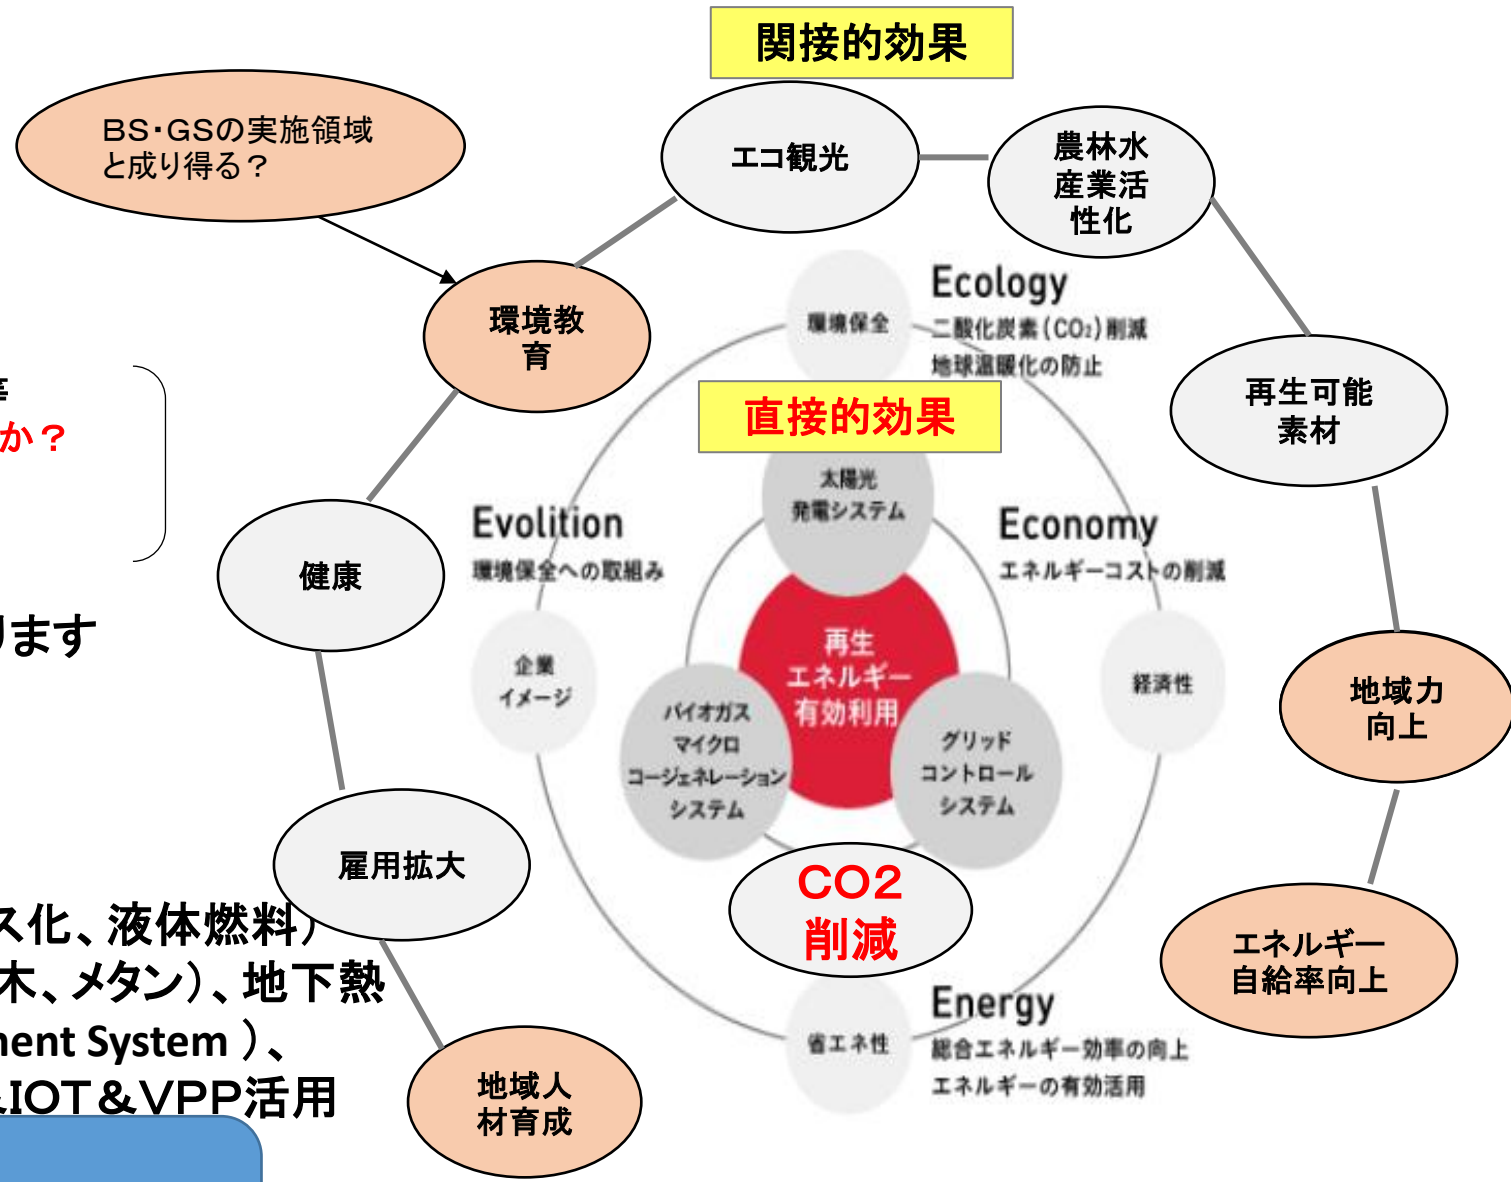 関接的効果
BS・GSの実施領域
と成り得る？
エコ観光
農林水
産業活
性化
環境教
育
再生可能
素材
健康
地域力
向上
雇用拡大
エネルギー
自給率向上
地域人
材育成
Ecology
二酸化炭素(CO₂)削減
地球温暖化の防止
環境保全
直接的効果
太陽光
発電システム
Evolition
環境保全への取組み
Economy
エネルギーコストの削減
企業
イメージ
再生
エネルギー
有効利用
経済性
バイオガス
マイクロ
コージェネレーション
システム
グリッド
コントロール
システム
CO2
削減
省エネ性
Energy
総合エネルギー効率の向上
エネルギーの有効活用
等
か？
ります
ス化、液体燃料）
木、メタン）、地下熱
ment System ）、
&IOT＆VPP活用